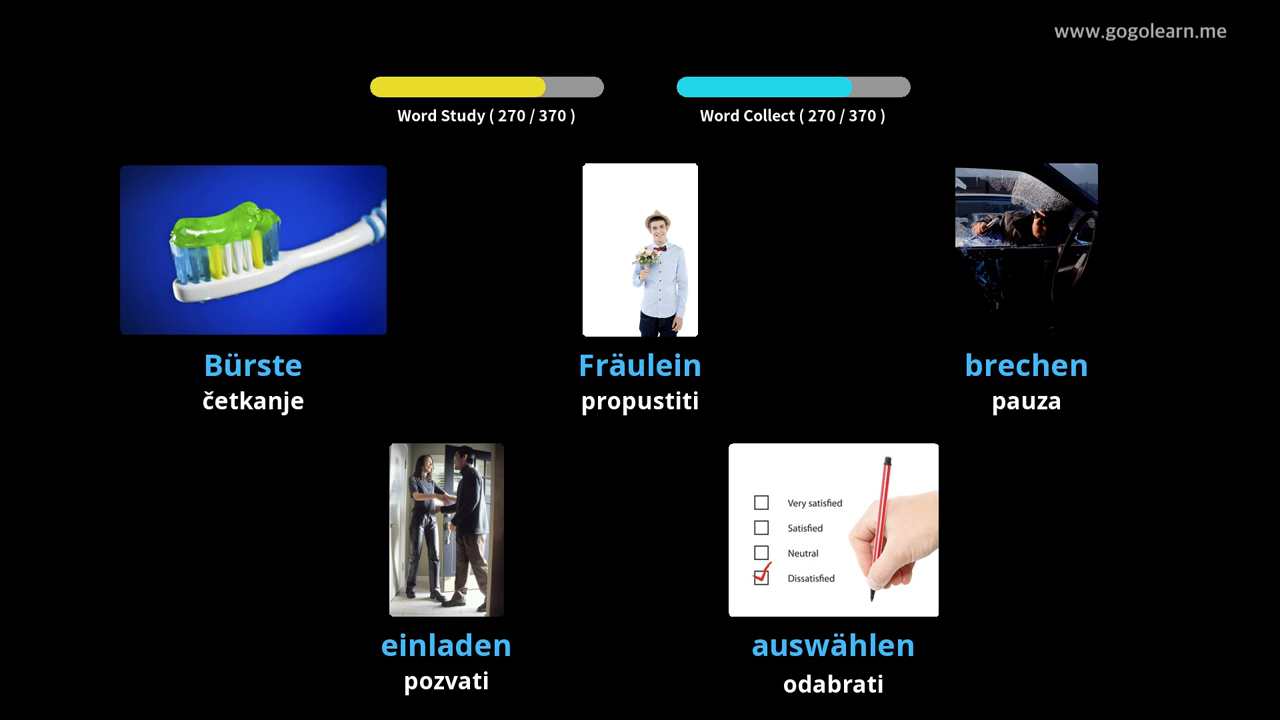 www.gogolearn.me
Word Study ( 270 / 370 )
Word Collect ( 270 / 370 )
Bürste
četkanje
Fräulein
propustiti
brechen
pauza
Very satisfied
Satisfied
Neutral
Dissatisfied
einladen
pozvati
auswählen
odabrati